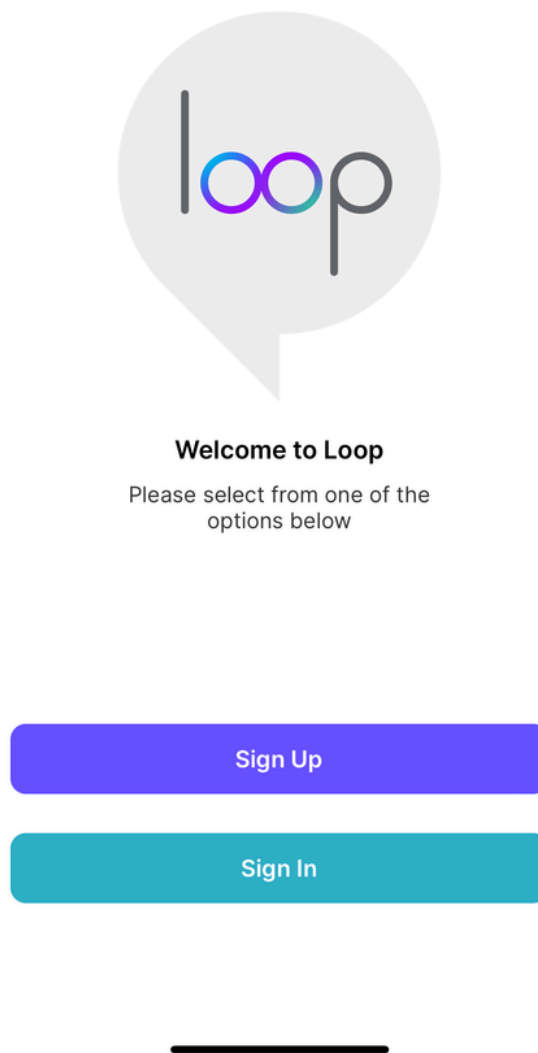 loop
Welcome to Loop
Please select from one of the
options below
Sign Up
Sign In